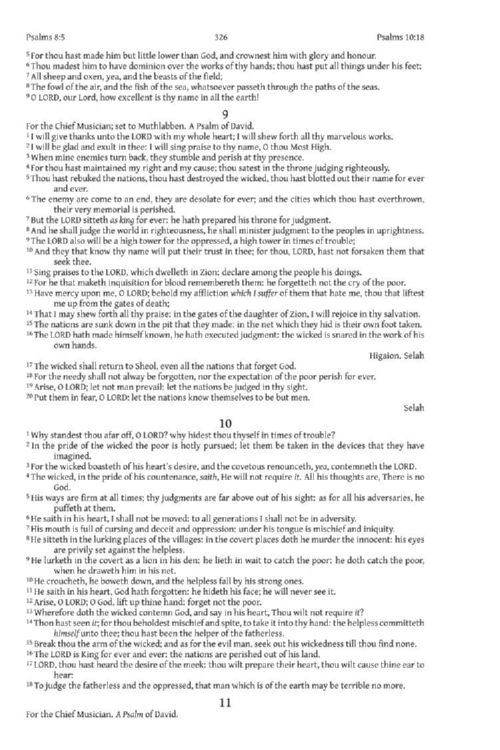 Psalms 8:5 326 Psalms 10:18
5 For thou hast made him but little lower than God, and crownest him with glory and honour.
6 Thou madest him to have dominion over the works of thy hands; thou hast put all things under his feet:
7 All sheep and oxen, yea, and the beasts of the field;
8 The fowl of the air, and the fish of the sea, whatsoever passeth through the paths of the seas.
9 O LORD, our Lord, how excellent is thy name in all the earth!
9
For the Chief Musician; set to Muthlabben. A Psalm of David.
1 I will give thanks unto the LORD with my whole heart; I will shew forth all thy marvelous works.
2 I will be glad and exult in thee: I will sing praise to thy name, O thou Most High.
3 When mine enemies turn back, they stumble and perish at thy presence.
4 For thou hast maintained my right and my cause; thou satest in the throne judging righteously.
5 Thou hast rebuked the nations, thou hast destroyed the wicked, thou hast blotted out their name for ever
and ever.
6 The enemy are come to an end, they are desolate for ever; and the cities which thou hast overthrown,
their very memorial is perished.
7 But the LORD sitteth as king for ever: he hath prepared his throne for judgment.
8 And he shall judge the world in righteousness, he shall minister judgment to the peoples in uprightness.
9 The LORD also will be a high tower for the oppressed, a high tower in times of trouble;
10 And they that know thy name will put their trust in thee; for thou, LORD, hast not forsaken them that
seek thee.
11 Sing praises to the LORD, which dwelleth in Zion: declare among the people his doings.
12 For he that maketh inquisition for blood remembereth them: he forgetteth not the cry of the poor.
13 Have mercy upon me, O LORD; behold my affliction which I suffer of them that hate me, thou that liftest
me up from the gates of death;
14 That I may shew forth all thy praise: in the gates of the daughter of Zion, I will rejoice in thy salvation.
15 The nations are sunk down in the pit that they made: in the net which they hid is their own foot taken.
16 The LORD hath made himself known, he hath executed judgment: the wicked is snared in the work of his
own hands.
Higaion. Selah
17 The wicked shall return to Sheol, even all the nations that forget God.
18 For the needy shall not alway be forgotten, nor the expectation of the poor perish for ever.
19 Arise, O LORD; let not man prevail: let the nations be judged in thy sight.
20 Put them in fear, O LORD: let the nations know themselves to be but men.
Selah
10
1 Why standest thou afar off, O LORD? why hidest thou thyself in times of trouble?
2 In the pride of the wicked the poor is hotly pursued; let them be taken in the devices that they have
imagined.
3 For the wicked boasteth of his heart's desire, and the covetous renounceth, yea, contemneth the LORD.
4 The wicked, in the pride of his countenance, saith, He will not require it. All his thoughts are, There is no
God.
5 His ways are firm at all times; thy judgments are far above out of his sight: as for all his adversaries, he
puffeth at them.
6 He saith in his heart, I shall not be moved: to all generations I shall not be in adversity.
7 His mouth is full of cursing and deceit and oppression: under his tongue is mischief and iniquity.
8 He sitteth in the lurking places of the villages: in the covert places doth he murder the innocent: his eyes
are privily set against the helpless.
9 He lurketh in the covert as a lion in his den: he lieth in wait to catch the poor: he doth catch the poor,
when he draweth him in his net.
10 He croucheth, he boweth down, and the helpless fall by his strong ones.
11 He saith in his heart, God hath forgotten: he hideth his face; he will never see it.
12 Arise, O LORD; O God, lift up thine hand: forget not the poor.
13 Wherefore doth the wicked contemn God, and say in his heart, Thou wilt not require it?
14 Thou hast seen it; for thou beholdest mischief and spite, to take it into thy hand: the helpless committeth
himself unto thee; thou hast been the helper of the fatherless.
15 Break thou the arm of the wicked; and as for the evil man, seek out his wickedness till thou find none.
16 The LORD is King for ever and ever: the nations are perished out of his land.
17 LORD, thou hast heard the desire of the meek: thou wilt prepare their heart, thou wilt cause thine ear to
hear:
18 To judge the fatherless and the oppressed, that man which is of the earth may be terrible no more.
11
For the Chief Musician. A Psalm of David.